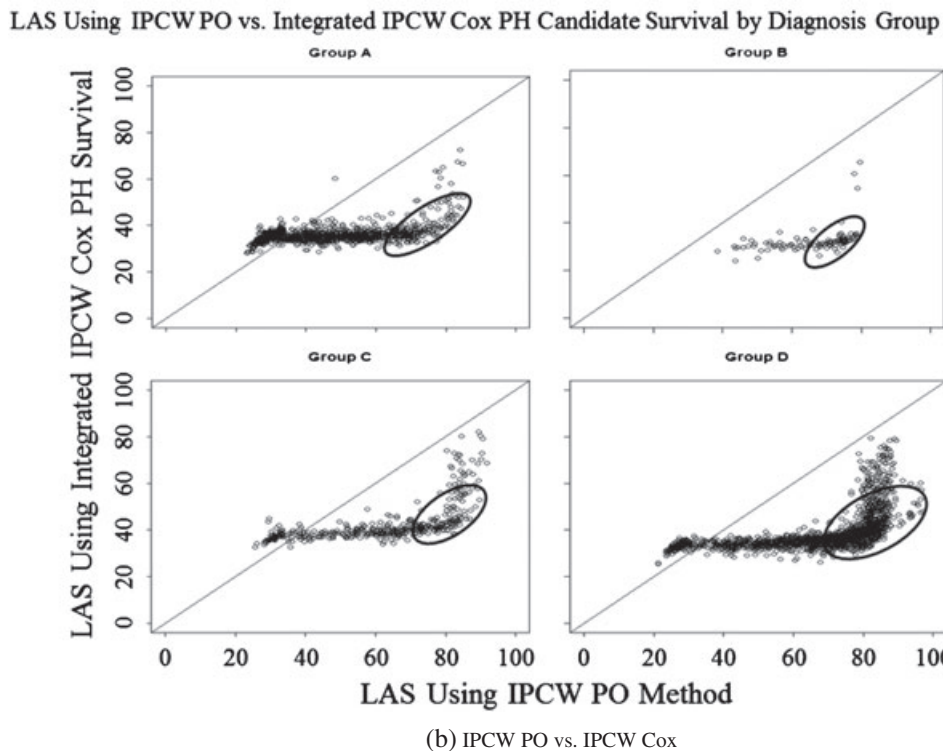 LAS Using IPCW PO vs. Integrated IPCW Cox PH Candidate Survival by Diagnosis Group
Group A
Group B
LAS Using Integrated IPCW Cox PH Survival
100
80
60
40
20
0
Group C
Group D
100
80
60
40
20
0
0 20 40 60 80 100 0 20 40 60 80 100
LAS Using IPCW PO Method
(b) IPCW PO vs. IPCW Cox